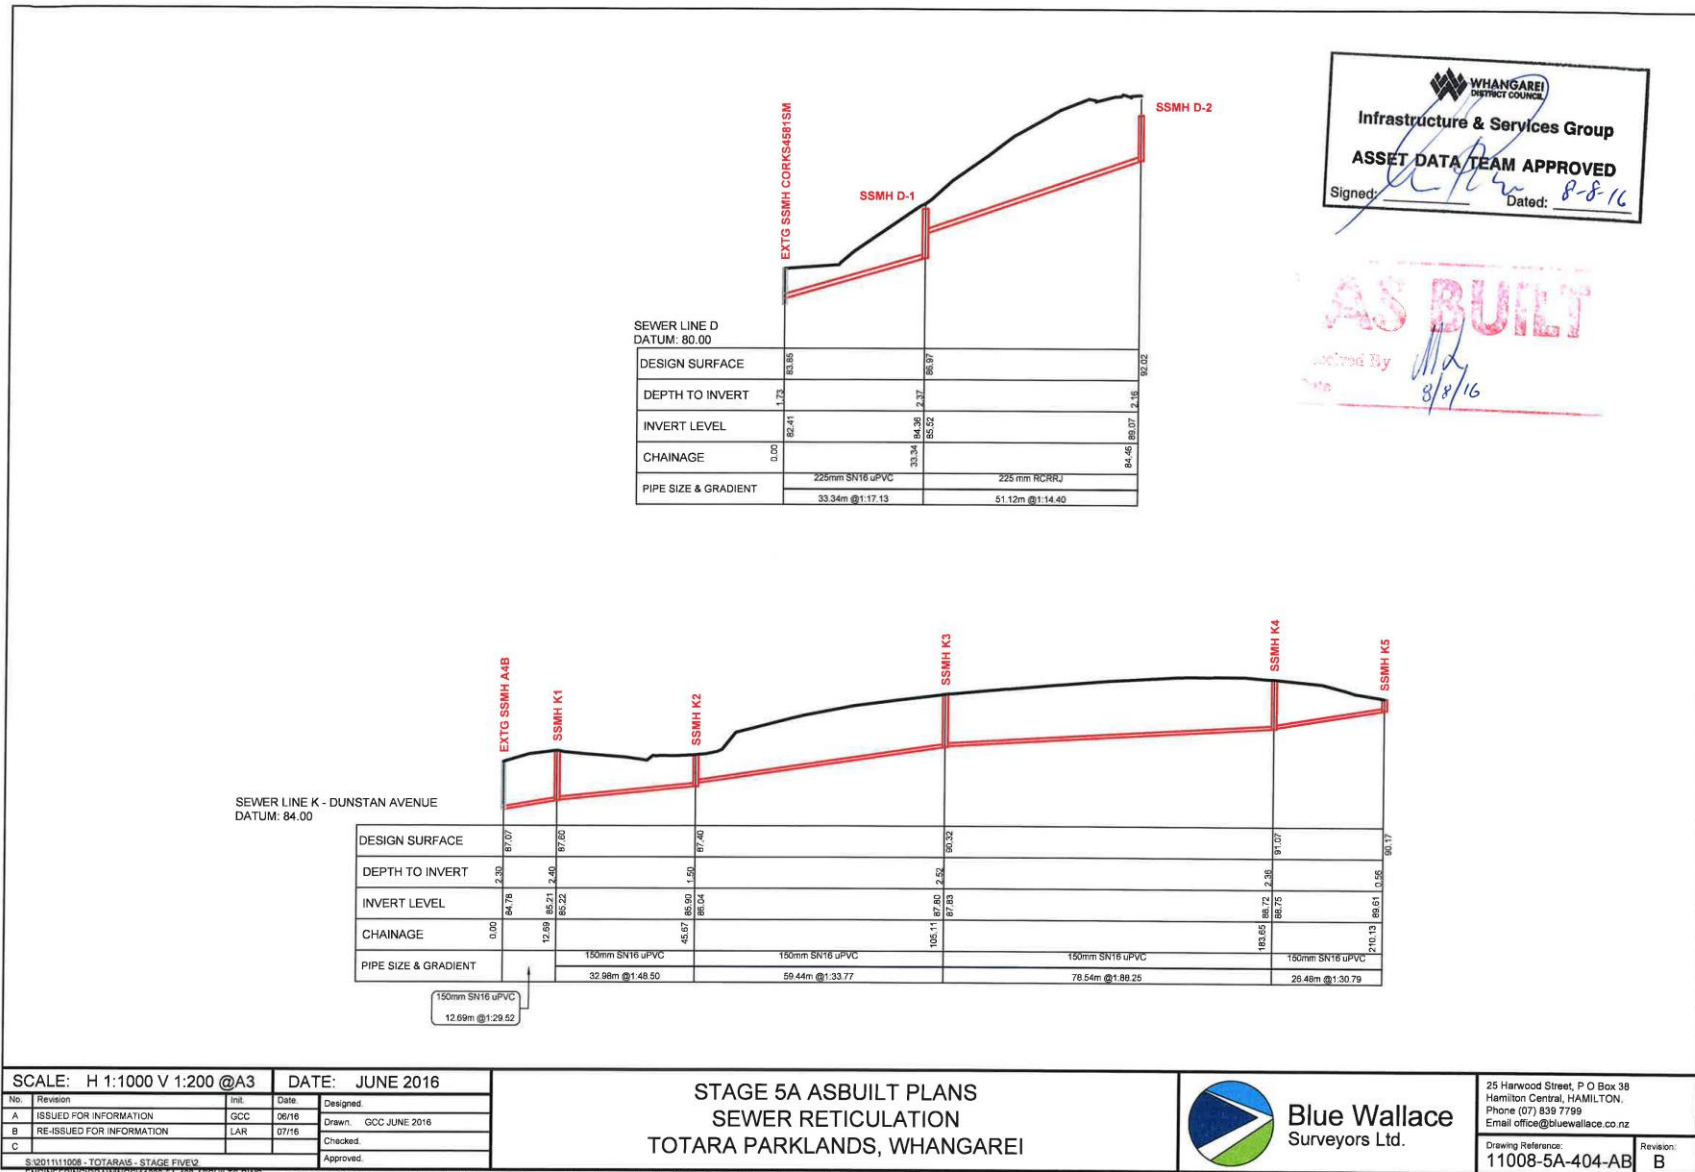 WHANGAREI
DISTRICT COUNCIL
Infrastructure & Services Group
ASSET DATA TEAM APPROVED
Signed: Dated: 8-8-16
AS BUILT
By
8/8/16
EXTG SSMH CORKS4581SM
SSMH D-1
SSMH D-2
SEWER LINE D
DATUM: 80.00
DESIGN SURFACE 83.85 86.97 92.02
DEPTH TO INVERT 1.73 2.37 2.16
INVERT LEVEL 82.41 84.36 85.52 89.07
CHAINAGE 0.00 33.34 84.46
PIPE SIZE & GRADIENT
225mm SN16 uPVC 225 mm RCRRJ
33.34m @1:17.13 51.12m @1:14.40
EXTG SSMH A4B
SSMH K1
SSMH K2
SSMH K3
SSMH K4
SSMH K5
SEWER LINE K - DUNSTAN AVENUE
DATUM: 84.00
DESIGN SURFACE 87.07 87.60 87.40 90.32 91.07 90.17
DEPTH TO INVERT 2.30 2.40 1.50 2.52 2.36 0.56
INVERT LEVEL 84.78 85.21 85.22 85.90 86.04 87.80 87.83 88.72 88.75 89.61
CHAINAGE 0.00 12.69 45.67 105.11 183.65 210.13
PIPE SIZE & GRADIENT
150mm SN16 uPVC 150mm SN16 uPVC 150mm SN16 uPVC 150mm SN16 uPVC
32.98m @1:48.50 59.44m @1:33.77 78.54m @1:88.25 26.48m @1:30.79
150mm SN16 uPVC
12.69m @1:29.52
SCALE: H 1:1000 V 1:200 @A3 DATE: JUNE 2016
No. Revision Init. Date.
A ISSUED FOR INFORMATION GCC 06/16
B RE-ISSUED FOR INFORMATION LAR 07/16
C
Designed.
Drawn. GCC JUNE 2016
Checked.
Approved.
STAGE 5A ASBUILT PLANS
SEWER RETICULATION
TOTARA PARKLANDS, WHANGAREI
Blue Wallace
Surveyors Ltd.
25 Harwood Street, P O Box 38
Hamilton Central, HAMILTON.
Phone (07) 839 7799
Email office@bluewallace.co.nz
Drawing Reference: Revision:
11008-5A-404-AB B